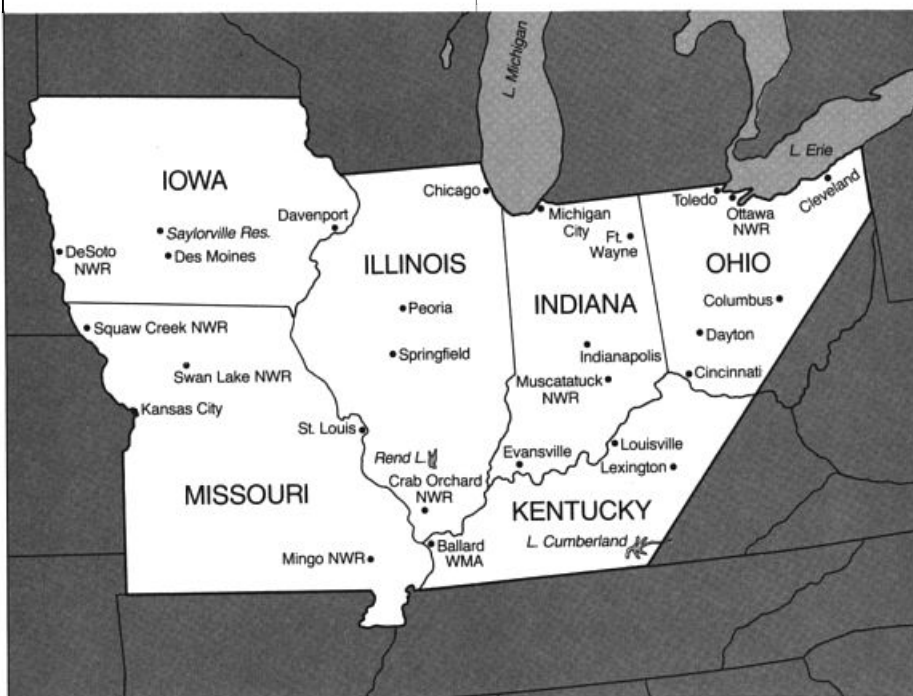 L. Michigan
L. Erie
IOWA
Chicago
Toledo
Cleveland
Michigan
City
Ottawa
NWR
Davenport
Saylorville Res.
Ft.
Wayne
DeSoto
NWR
Des Moines
ILLINOIS
OHIO
Peoria
INDIANA
Columbus
Squaw Creek NWR
Dayton
Springfield
Indianapolis
Swan Lake NWR
Muscatatuck
NWR
Cincinnati
Kansas City
St. Louis
Louisville
Rend L.
Evansville
Lexington
Crab Orchard
NWR
MISSOURI
KENTUCKY
L. Cumberland
Mingo NWR
Ballard
WMA